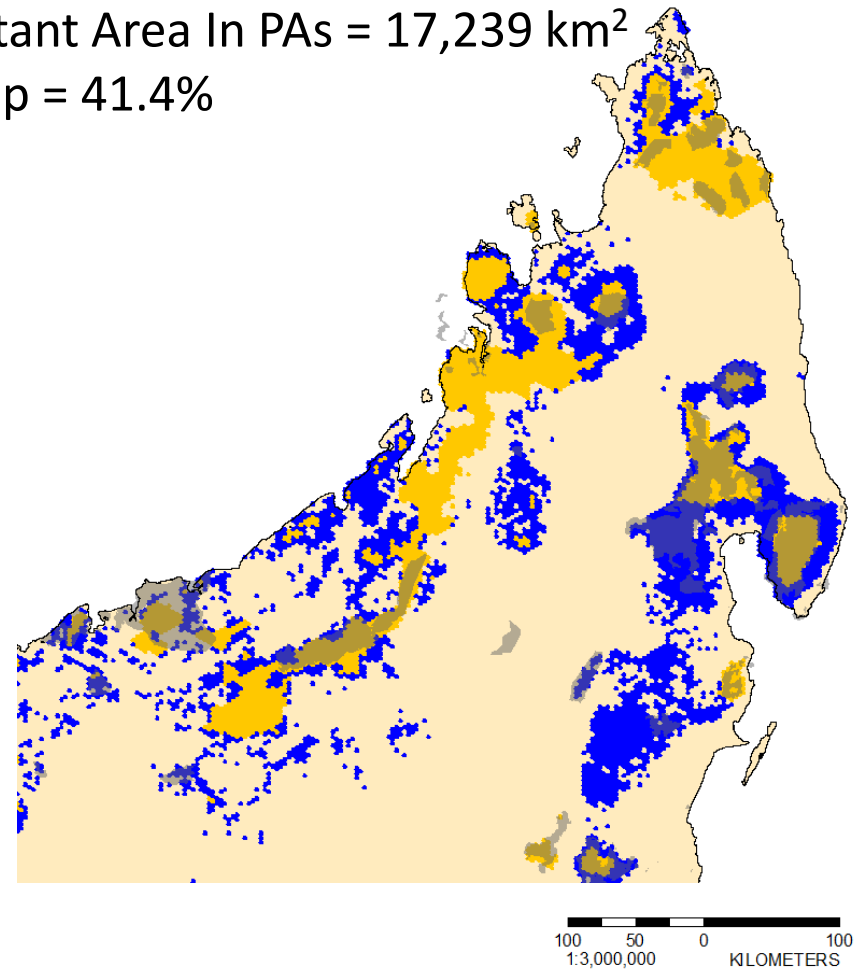 tant Area In PAs = 17,239 km²
p = 41.4%
100 50 0 100
1:3,000,000 KILOMETERS